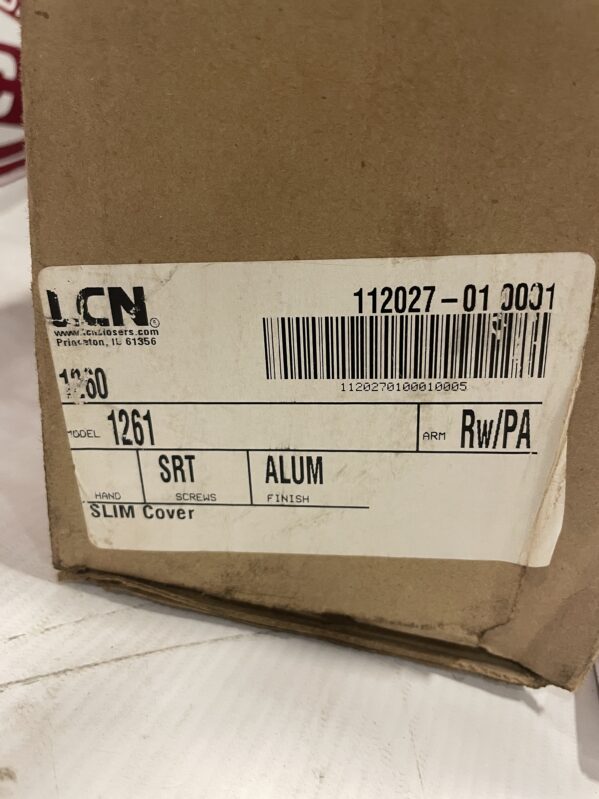 LCN®
www.lcnclosers.com
Princeton, IL 61356
112027-01 0001
1120270100010005
1260
MODEL 1261
ARM Rw/PA
HAND
SRT
SCREWS
ALUM
FINISH
SLIM Cover